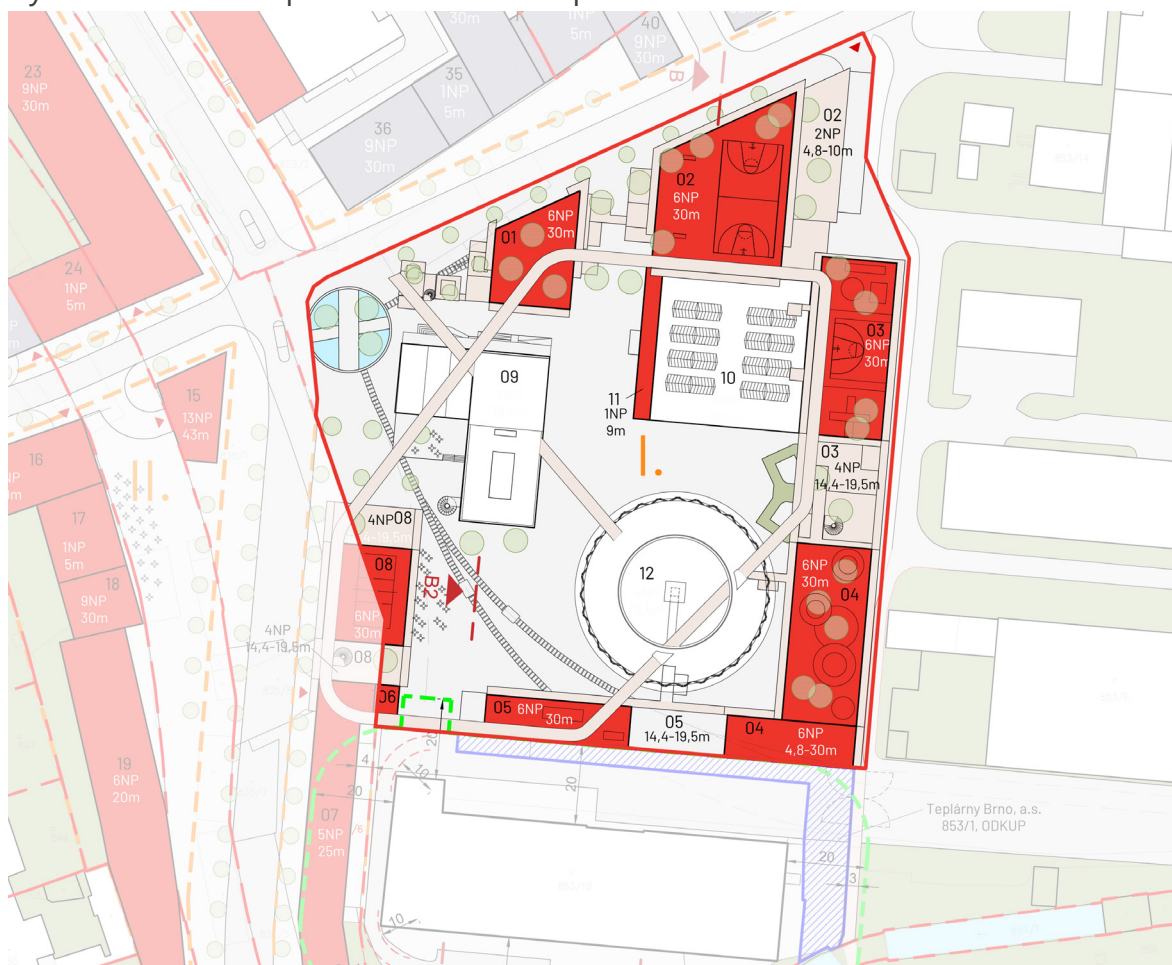 23
9NP
30m
36
9NP
30m
35
1NP
5m
30m
1NP
5m
40
9NP
30m
B
24
1NP
5m
02
2NP
4,8-10m
02
6NP
30m
01
6NP
30m
03
6NP
30m
09
10
11
1NP
9m
I.
03
4NP
14,4-19,5m
15
13NP
43m
16
II.
17
1NP
5m
18
9NP
30m
4NP
08
08
6NP
30m
B2
12
6NP
30m
04
4NP
14,4-19,5m
08
06
05
6NP
30m
05
14,4-19,5m
04
6NP
4,8-30m
19
6NP
20m
4
10
20
20
20
07
5NP
25m
Teplárny Brno, a.s.
853/1, ODKUP
20
3
10